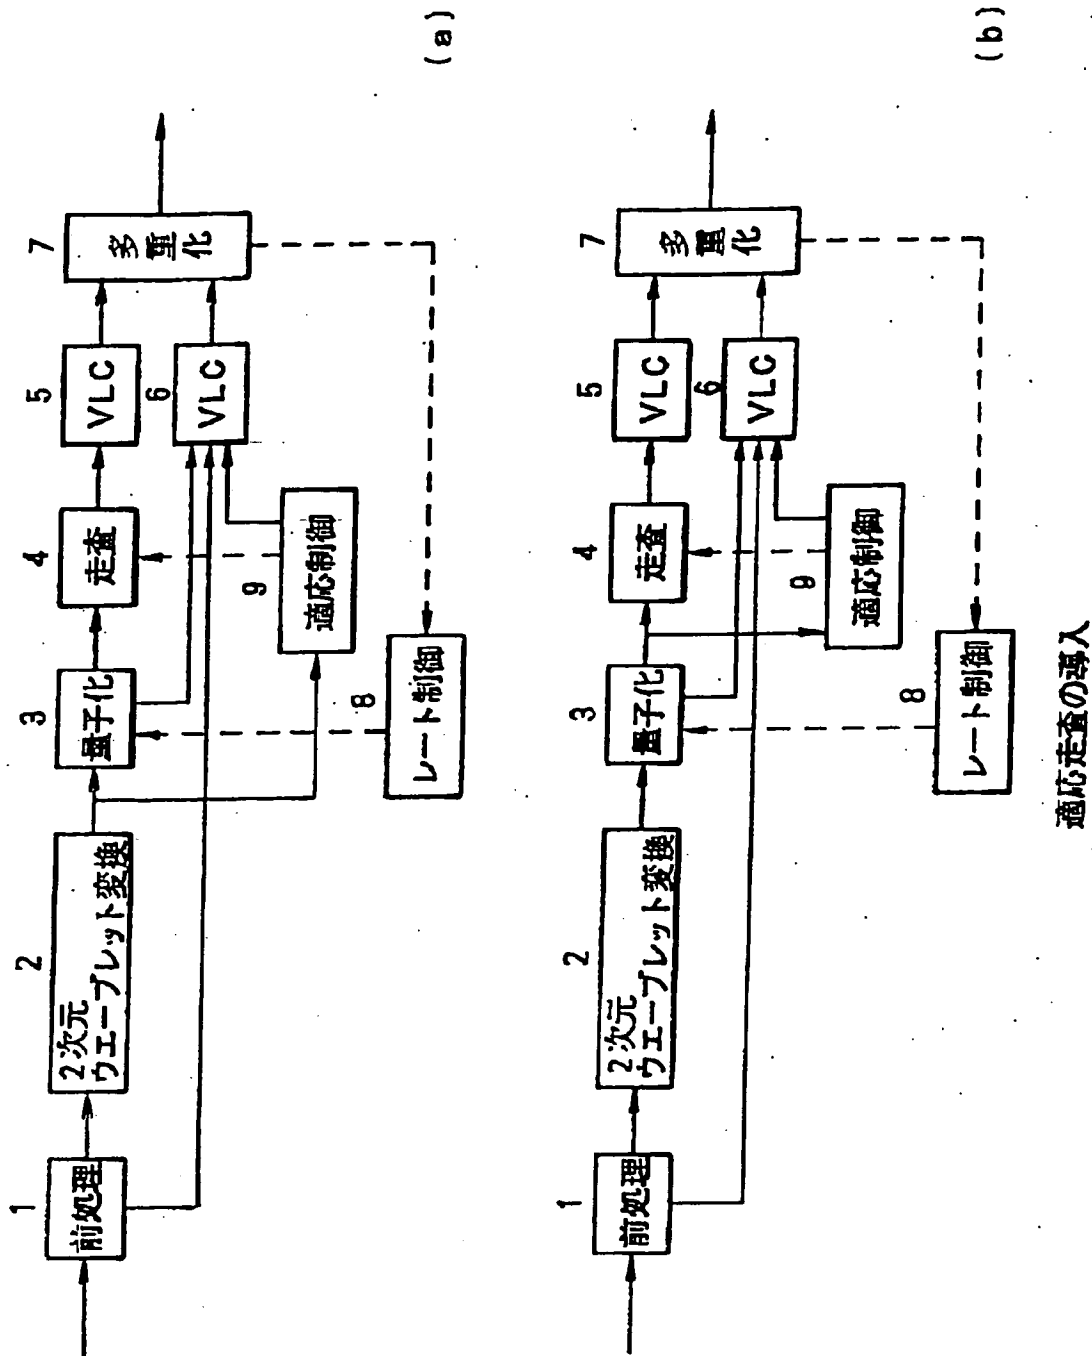 1
前処理
2
2次元
ウエーブレット変換
3
量子化
4
走査
5
VLC
6
VLC
7
多重化
8
レート制御
9
適応制御
(a)
1
前処理
2
2次元
ウエーブレット変換
3
量子化
4
走査
5
VLC
6
VLC
7
多重化
8
レート制御
9
適応制御
(b)
適応走査の導入